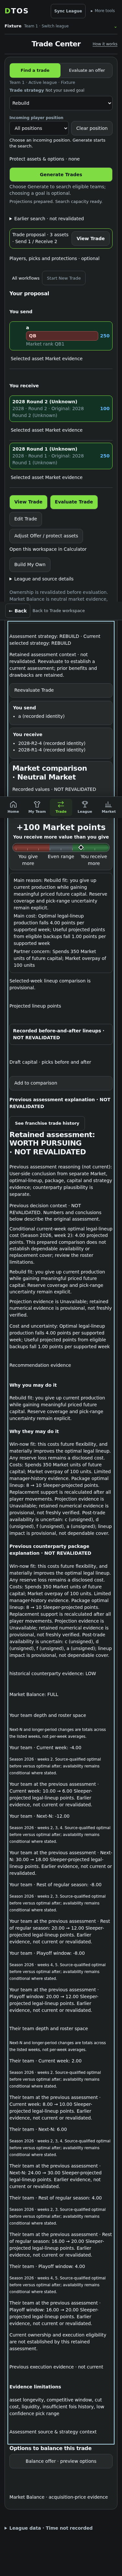 DTOS
Sync League
More tools
Fixture Team 1 · Switch league
Trade Center
How it works
Find a trade
Evaluate an offer
Team 1 · Active league · Fixture
Trade strategy Not your saved goal
Rebuild
Incoming player position
All positions
Clear position
Choose an incoming position. Generate starts
the search.
Protect assets & options · none
Generate Trades
Choose Generate to search eligible teams;
choosing a goal is optional.
Projections prepared. Search capacity ready.
Earlier search · not revalidated
Trade proposal · 3 assets
· Send 1 / Receive 2
View Trade
Players, picks and protections · optional
All workflows
Start New Trade
Your proposal
You send
a
QB
Market rank QB1
250
Selected asset Market evidence
You receive
2028 Round 2 (Unknown)
2028 · Round 2 · Original: 2028
Round 2 (Unknown)
100
Selected asset Market evidence
2028 Round 1 (Unknown)
2028 · Round 1 · Original: 2028
Round 1 (Unknown)
250
Selected asset Market evidence
View Trade
Evaluate Trade
Edit Trade
Adjust Offer / protect assets
Open this workspace in Calculator
Build My Own
League and source details
Ownership is revalidated before evaluation.
Market Balance is neutral market evidence,
← Back
Back to Trade workspace
Assessment strategy: REBUILD · Current
selected strategy: REBUILD
Retained assessment context · not
revalidated. Reevaluate to establish a
current assessment; prior benefits and
drawbacks are retained.
Reevaluate Trade
You send
• a (recorded identity)
You receive
• 2028-R2-4 (recorded identity)
• 2028-R1-4 (recorded identity)
Market comparison
· Neutral Market
Recorded values · NOT REVALIDATED
Home
My Team
Trade
League
Market
+100 Market points
You receive more value than you give
You give
more
Even range
You receive
more
Main reason: Rebuild fit: you give up
current production while gaining
meaningful priced future capital. Reserve
coverage and pick-range uncertainty
remain explicit.
Main cost: Optimal legal-lineup
production falls 4.00 points per
supported week; Useful projected points
from eligible backups fall 1.00 points per
supported week
Partner concern: Spends 350 Market
units of future capital; Market overpay of
100 units
Selected-week lineup comparison is
provisional.
Projected lineup points
Recorded before-and-after lineups ·
NOT REVALIDATED
Draft capital · picks before and after
Add to comparison
Previous assessment explanation · NOT
REVALIDATED
See franchise trade history
Retained assessment:
WORTH PURSUING
· NOT REVALIDATED
Previous assessment reasoning (not current):
strategic conclusion from separate Market,
optimal-lineup, package, capital and strategy
evidence; counterparty plausibility is
separate.
Previous decision context · NOT
REVALIDATED. Numbers and conclusions
below describe the original assessment.
Conditional current-week optimal legal-lineup
cost (Season 2026, week 2): 4.00 projected
points. This provisional evidence does not
establish dependable availability or
preferred cover; review the roster
limitations.
Rebuild fit: you give up current production
while gaining meaningful priced future
capital. Reserve coverage and pick-range
uncertainty remain explicit.
Projection evidence is Unavailable; retained
numerical evidence is provisional, not freshly
verified.
Cost and uncertainty: Optimal legal-lineup
production falls 4.00 points per supported
week; Useful projected points from eligible
backups fall 1.00 points per supported week
Recommendation evidence
Why you may do it
Rebuild fit: you give up current production
while gaining meaningful priced future
capital. Reserve coverage and pick-range
uncertainty remain explicit.
Why they may do it
Win-now fit: this costs future flexibility, and
materially improves the optimal legal lineup.
Any reserve loss remains a disclosed cost.
Costs: Spends 350 Market units of future
capital; Market overpay of 100 units. Limited
manager-history evidence. Package optimal
lineup: 8 → 10 Sleeper-projected points.
Replacement support is recalculated after all
player movements. Projection evidence is
Unavailable; retained numerical evidence is
provisional, not freshly verified. Post-trade
availability is uncertain: c (unsigned), d
(unsigned), f (unsigned), a (unsigned); lineup
impact is provisional, not dependable cover.
Previous counterparty package
explanation · NOT REVALIDATED
Win-now fit: this costs future flexibility, and
materially improves the optimal legal lineup.
Any reserve loss remains a disclosed cost.
Costs: Spends 350 Market units of future
capital; Market overpay of 100 units. Limited
manager-history evidence. Package optimal
lineup: 8 → 10 Sleeper-projected points.
Replacement support is recalculated after all
player movements. Projection evidence is
Unavailable; retained numerical evidence is
provisional, not freshly verified. Post-trade
availability is uncertain: c (unsigned), d
(unsigned), f (unsigned), a (unsigned); lineup
impact is provisional, not dependable cover.
historical counterparty evidence: LOW
Market Balance: FULL
Your team depth and roster space
Next-N and longer-period changes are totals across
the listed weeks, not per-week averages.
Your team · Current week: -4.00
Season 2026 · weeks 2. Source-qualified optimal
before versus optimal after; availability remains
conditional where stated.
Your team at the previous assessment ·
Current week: 10.00 → 6.00 Sleeper-
projected legal-lineup points. Earlier
evidence, not current or revalidated.
Your team · Next-N: -12.00
Season 2026 · weeks 2, 3, 4. Source-qualified optimal
before versus optimal after; availability remains
conditional where stated.
Your team at the previous assessment · Next-
N: 30.00 → 18.00 Sleeper-projected legal-
lineup points. Earlier evidence, not current or
revalidated.
Your team · Rest of regular season: -8.00
Season 2026 · weeks 2, 3. Source-qualified optimal
before versus optimal after; availability remains
conditional where stated.
Your team at the previous assessment · Rest
of regular season: 20.00 → 12.00 Sleeper-
projected legal-lineup points. Earlier
evidence, not current or revalidated.
Your team · Playoff window: -8.00
Season 2026 · weeks 4, 5. Source-qualified optimal
before versus optimal after; availability remains
conditional where stated.
Your team at the previous assessment ·
Playoff window: 20.00 → 12.00 Sleeper-
projected legal-lineup points. Earlier
evidence, not current or revalidated.
Their team depth and roster space
Next-N and longer-period changes are totals across
the listed weeks, not per-week averages.
Their team · Current week: 2.00
Season 2026 · weeks 2. Source-qualified optimal
before versus optimal after; availability remains
conditional where stated.
Their team at the previous assessment ·
Current week: 8.00 → 10.00 Sleeper-
projected legal-lineup points. Earlier
evidence, not current or revalidated.
Their team · Next-N: 6.00
Season 2026 · weeks 2, 3, 4. Source-qualified optimal
before versus optimal after; availability remains
conditional where stated.
Their team at the previous assessment ·
Next-N: 24.00 → 30.00 Sleeper-projected
legal-lineup points. Earlier evidence, not
current or revalidated.
Their team · Rest of regular season: 4.00
Season 2026 · weeks 2, 3. Source-qualified optimal
before versus optimal after; availability remains
conditional where stated.
Their team at the previous assessment · Rest
of regular season: 16.00 → 20.00 Sleeper-
projected legal-lineup points. Earlier
evidence, not current or revalidated.
Their team · Playoff window: 4.00
Season 2026 · weeks 4, 5. Source-qualified optimal
before versus optimal after; availability remains
conditional where stated.
Their team at the previous assessment ·
Playoff window: 16.00 → 20.00 Sleeper-
projected legal-lineup points. Earlier
evidence, not current or revalidated.
Current ownership and execution eligibility
are not established by this retained
assessment.
Previous execution evidence · not current
Evidence limitations
asset longevity, competitive window, cut
cost, liquidity, insufficient fois history, low
confidence pick range
Assessment source & strategy context
Options to balance this trade
Balance offer · preview options
Market Balance · acquisition-price evidence
League data · Time not recorded